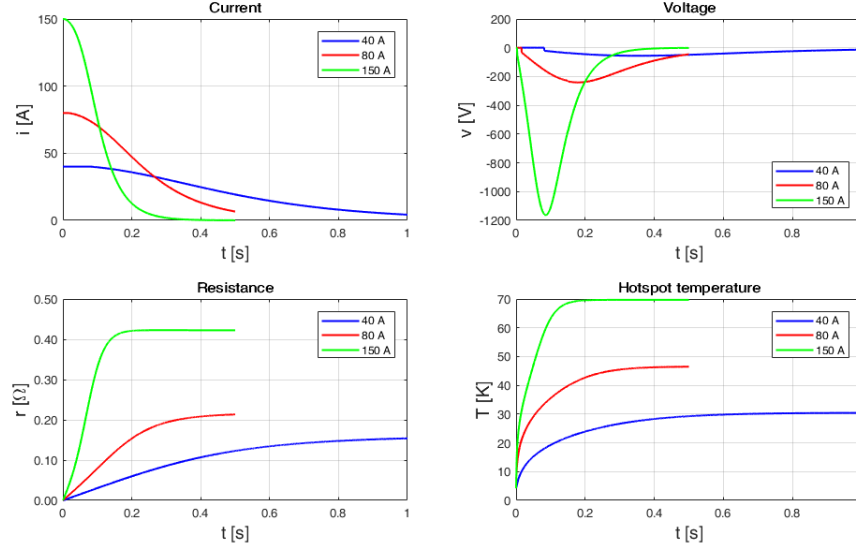 Current
150
100
50
0
i [A]
0 0.2 0.4 0.6 0.8 1
t [s]
40 A
80 A
150 A
Voltage
200
0
-200
-400
-600
-800
-1000
-1200
v [V]
0 0.2 0.4 0.6 0.8
t [s]
40 A
80 A
150 A
Resistance
0.50
0.40
0.30
0.20
0.10
0.00
r [Ω]
0 0.2 0.4 0.6 0.8 1
t [s]
40 A
80 A
150 A
Hotspot temperature
70
60
50
40
30
20
10
0
T [K]
0 0.2 0.4 0.6 0.8
t [s]
40 A
80 A
150 A